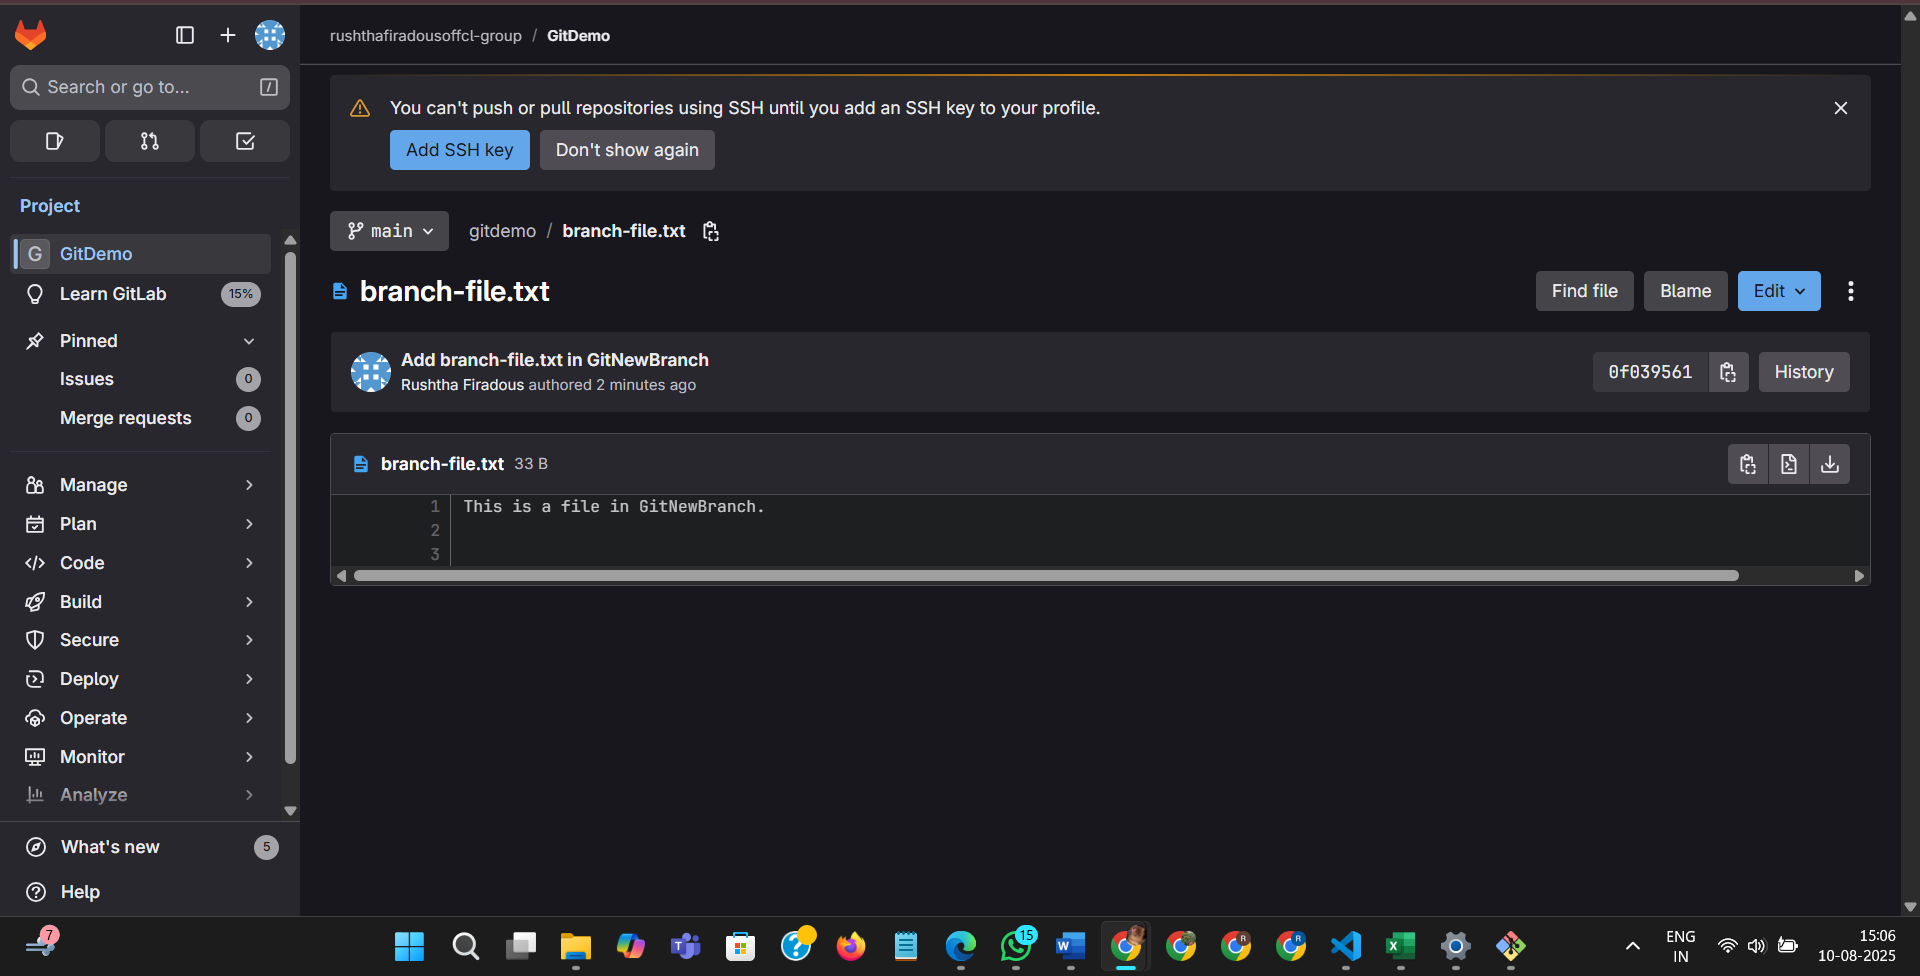 rushthafiradousoffcl-group / GitDemo
Search or go to... /
You can't push or pull repositories using SSH until you add an SSH key to your profile.
Add SSH key Don't show again
Project
G GitDemo
Learn GitLab 15%
Pinned
Issues 0
Merge requests 0
Manage
Plan
Code
Build
Secure
Deploy
Operate
Monitor
Analyze
What's new 5
Help
main gitdemo / branch-file.txt
branch-file.txt
Find file Blame Edit
Add branch-file.txt in GitNewBranch
Rushtha Firadous authored 2 minutes ago
0f039561 History
branch-file.txt 33 B
1 This is a file in GitNewBranch.
2
3
7
T
?
15
W
R
R
X
ENG
IN
15:06
10-08-2025